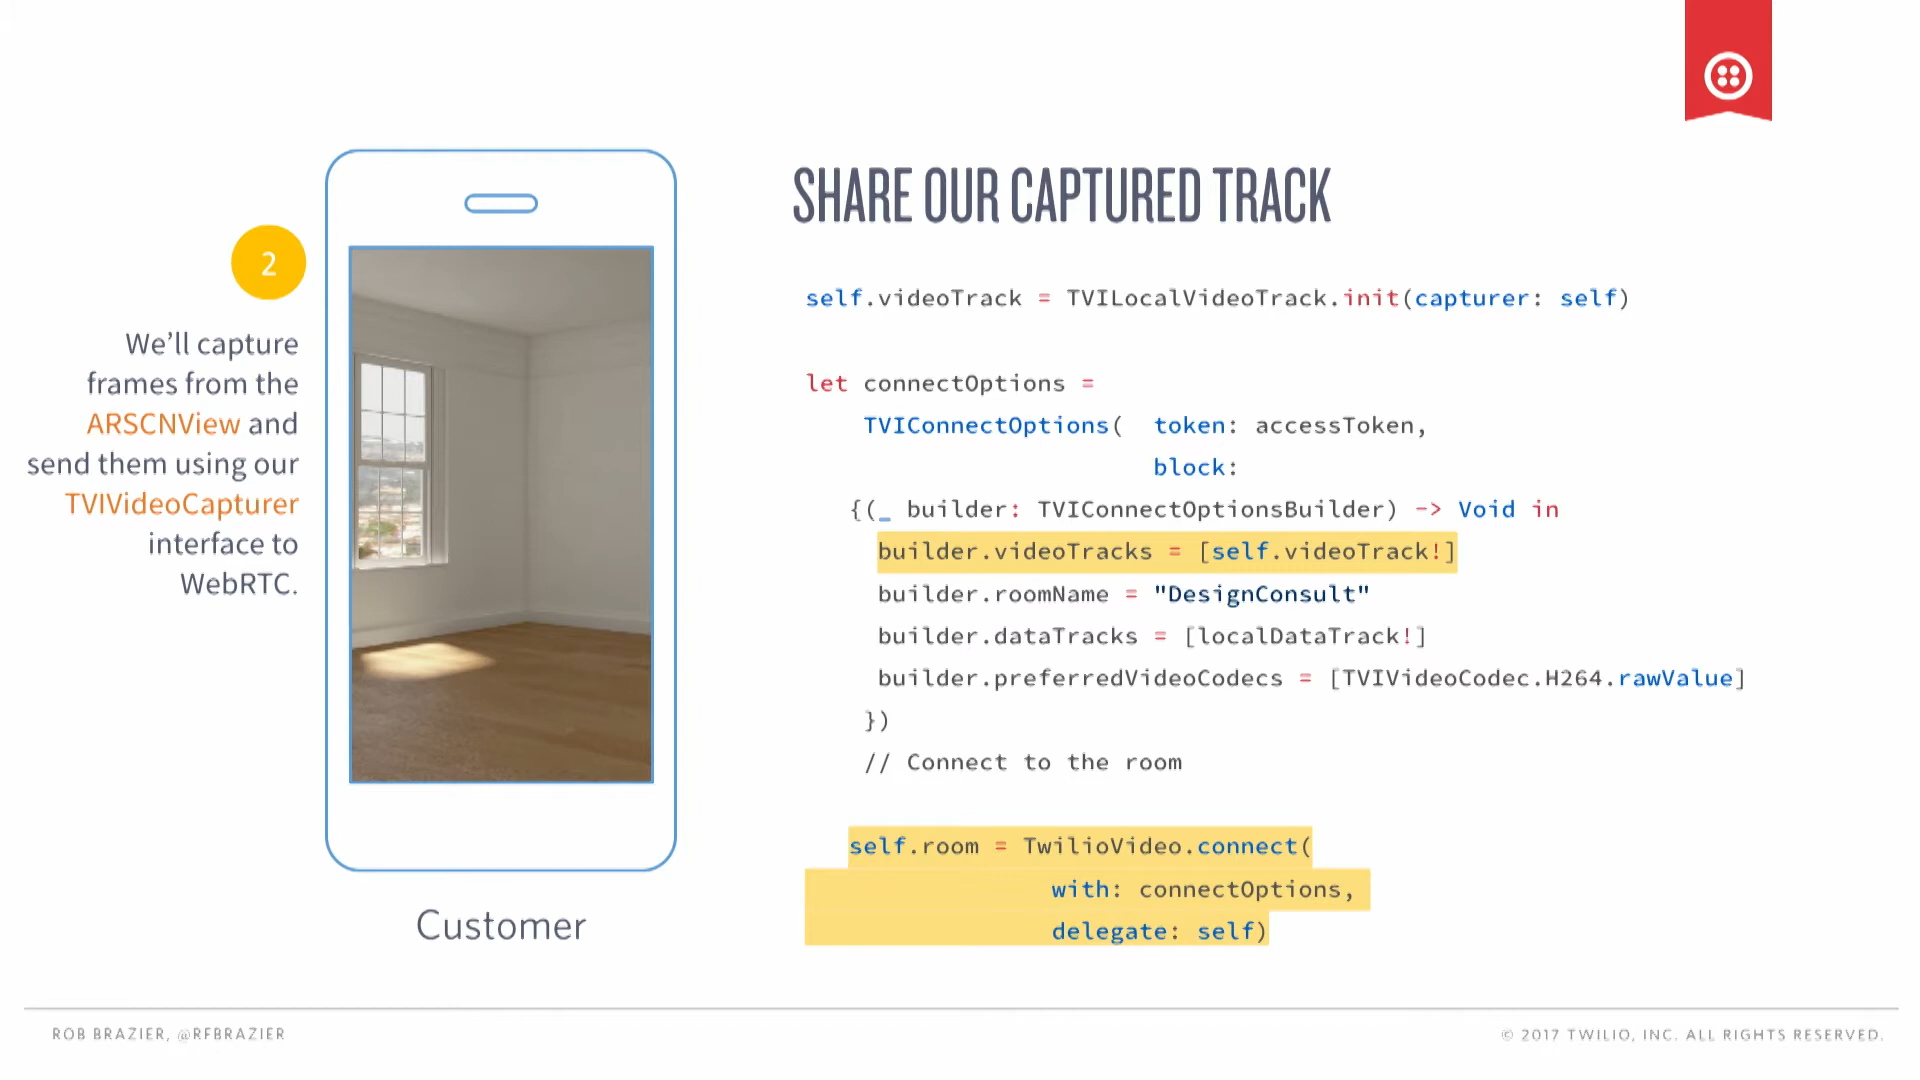 SHARE OUR CAPTURED TRACK
2
We’ll capture
frames from the
ARSCNView and
send them using our
TVIVideoCapturer
interface to
WebRTC.
Customer
self.videoTrack = TVILocalVideoTrack.init(capturer: self)
let connectOptions =
TVIConnectOptions(  token: accessToken,
block:
{(_ builder: TVIConnectOptionsBuilder) -> Void in
builder.videoTracks = [self.videoTrack!]
builder.roomName = "DesignConsult"
builder.dataTracks = [localDataTrack!]
builder.preferredVideoCodecs = [TVIVideoCodec.H264.rawValue]
})
// Connect to the room
self.room = TwilioVideo.connect(
with: connectOptions,
delegate: self)
ROB BRAZIER, @RFBRAZIER
© 2017 TWILIO, INC. ALL RIGHTS RESERVED.